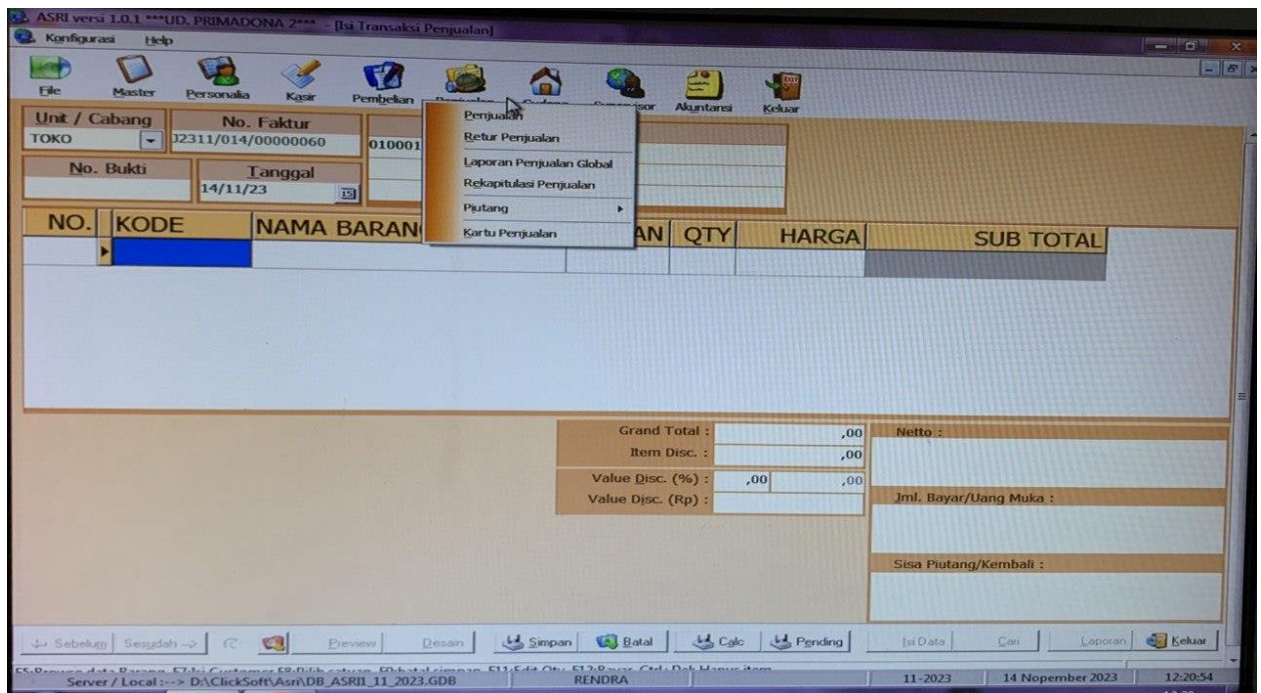 ASRI versi 1.0.1 ***UD. PRIMADONA 2*** - [Isi Transaksi Penjualan]
Konfigurasi Help
File Master Personalia Kasir Pembelian Akuntansi Keluar
Penjualan
Retur Penjualan
Laporan Penjualan Global
Rekapitulasi Penjualan
Piutang
Kartu Penjualan
Unit / Cabang No. Faktur
TOKO J2311/014/00000060 010001
No. Bukti Tanggal
14/11/23 15
NO. KODE NAMA BARAN AN QTY HARGA SUB TOTAL
Grand Total : ,00 Netto :
Item Disc. : ,00
Value Disc. (%) : ,00 ,00
Value Disc. (Rp) : Jml. Bayar/Uang Muka :
Sisa Piutang/Kembali :
Sebelum Sesudah Preview Desain Simpan Batal Calc Pending Isi Data Cari Laporan Keluar
Server / Local :--> D:\ClickSoft\Asri\DB_ASRII_11_2023.GDB RENDRA 11-2023 14 Nopember 2023 12:20:54